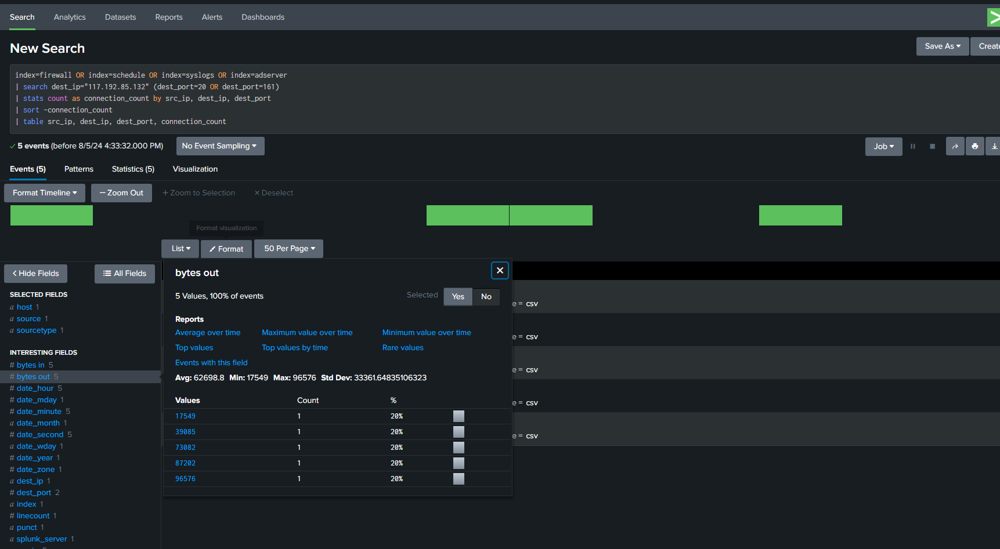 Search Analytics Datasets Reports Alerts Dashboards
New Search
Save As
index=firewall OR index=schedule OR index=syslogs OR index=adserver
| search dest_ip="117.192.85.132" (dest_port=20 OR dest_port=161)
| stats count as connection_count by src_ip, dest_ip, dest_port
| sort -connection_count
| table src_ip, dest_ip, dest_port, connection_count
5 events (before 8/5/24 4:33:32.000 PM) No Event Sampling Job
Events (5) Patterns Statistics (5) Visualization
Format Timeline — Zoom Out + Zoom to Selection × Deselect
Format visualization
List Format 50 Per Page
Hide Fields All Fields
SELECTED FIELDS
a host 1
a source 1
a sourcetype 1
INTERESTING FIELDS
# bytes in 5
# bytes out 5
# date_hour 5
# date_mday 1
# date_minute 5
a date_month 1
# date_second 5
a date_wday 1
# date_year 1
# date_zone 1
a dest_ip 1
# dest_port 2
a index 1
# linecount 1
a punct 1
a splunk_server 1
bytes out
5 Values, 100% of events Selected Yes No
Reports
Average over time Maximum value over time Minimum value over time
Top values Top values by time Rare values
Events with this field
Avg: 62698.8 Min: 17549 Max: 96576 Std Dev: 33361.64835106323
Values Count %
17549 1 20%
39085 1 20%
73082 1 20%
87202 1 20%
96576 1 20%
e = csv
e = csv
e = csv
e = csv
e = csv